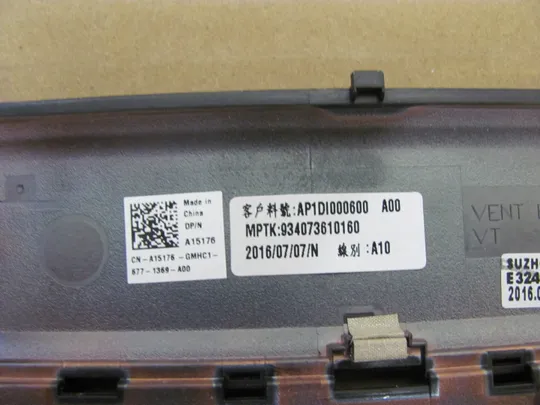 Made in
China
DP/N
A15176
CN-A15176-GMHC1-
677-1369-A00
客户料號:AP1DI000600 A00
MPTK:934073610160
2016/07/07/N 線別:A10
VENT
VT
SUZH
E324
2016.0